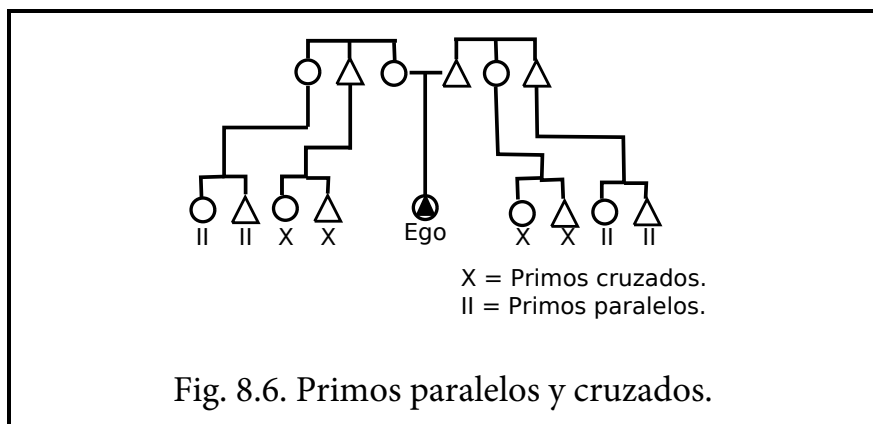 II II X X Ego X X II II
X = Primos cruzados.
II = Primos paralelos.
Fig. 8.6. Primos paralelos y cruzados.